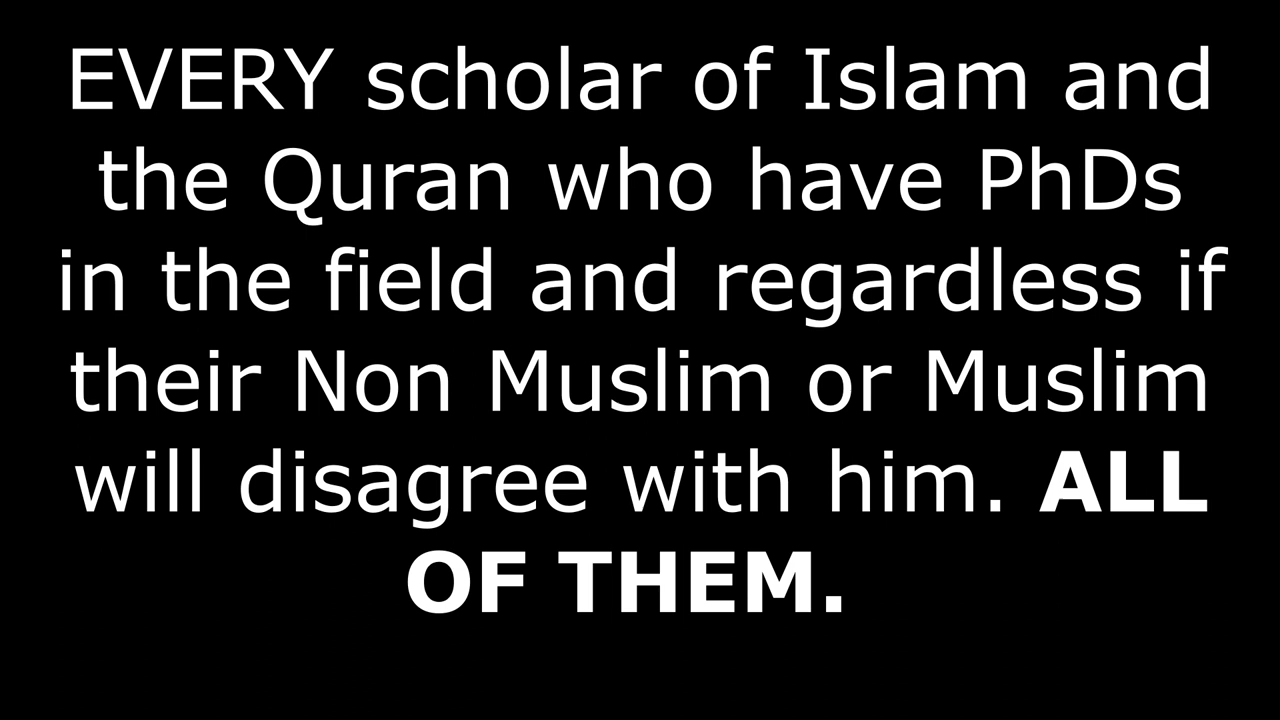 EVERY scholar of Islam and
the Quran who have PhDs
in the field and regardless if
their Non Muslim or Muslim
will disagree with him. ALL
OF THEM.